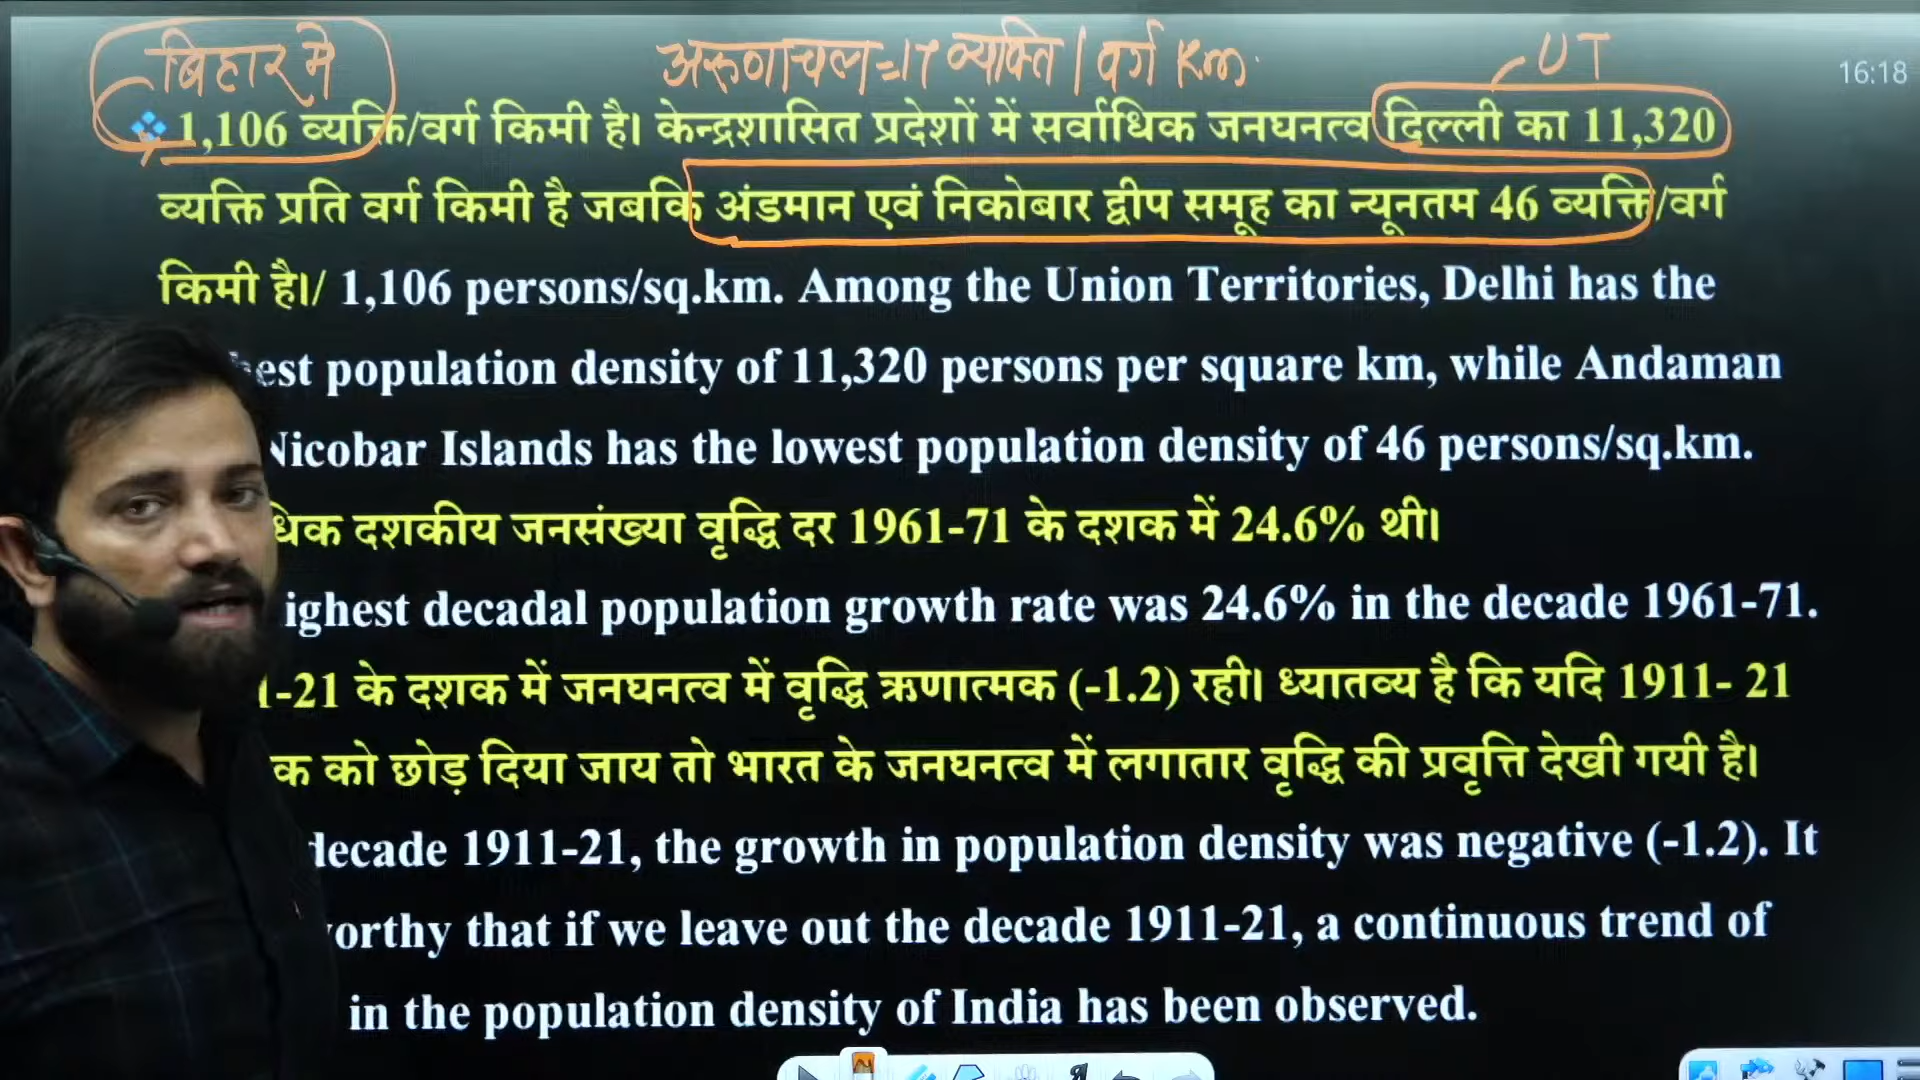 बिहार में
अरुणाचल=17 व्यक्ति / वर्ग Km.
UT
16:18
1,106 व्यक्ति/वर्ग किमी है। केन्द्रशासित प्रदेशों में सर्वाधिक जनघनत्व दिल्ली का 11,320
व्यक्ति प्रति वर्ग किमी है जबकि अंडमान एवं निकोबार द्वीप समूह का न्यूनतम 46 व्यक्ति/वर्ग
किमी है।/ 1,106 persons/sq.km. Among the Union Territories, Delhi has the
population density of 11,320 persons per square km, while Andaman
Nicobar Islands has the lowest population density of 46 persons/sq.km.
दशकीय जनसंख्या वृद्धि दर 1961-71 के दशक में 24.6% थी।
ighest decadal population growth rate was 24.6% in the decade 1961-71.
1-21 के दशक में जनघनत्व में वृद्धि ऋणात्मक (-1.2) रही। ध्यातव्य है कि यदि 1911- 21
क को छोड़ दिया जाय तो भारत के जनघनत्व में लगातार वृद्धि की प्रवृत्ति देखी गयी है।
decade 1911-21, the growth in population density was negative (-1.2). It
orthy that if we leave out the decade 1911-21, a continuous trend of
in the population density of India has been observed.